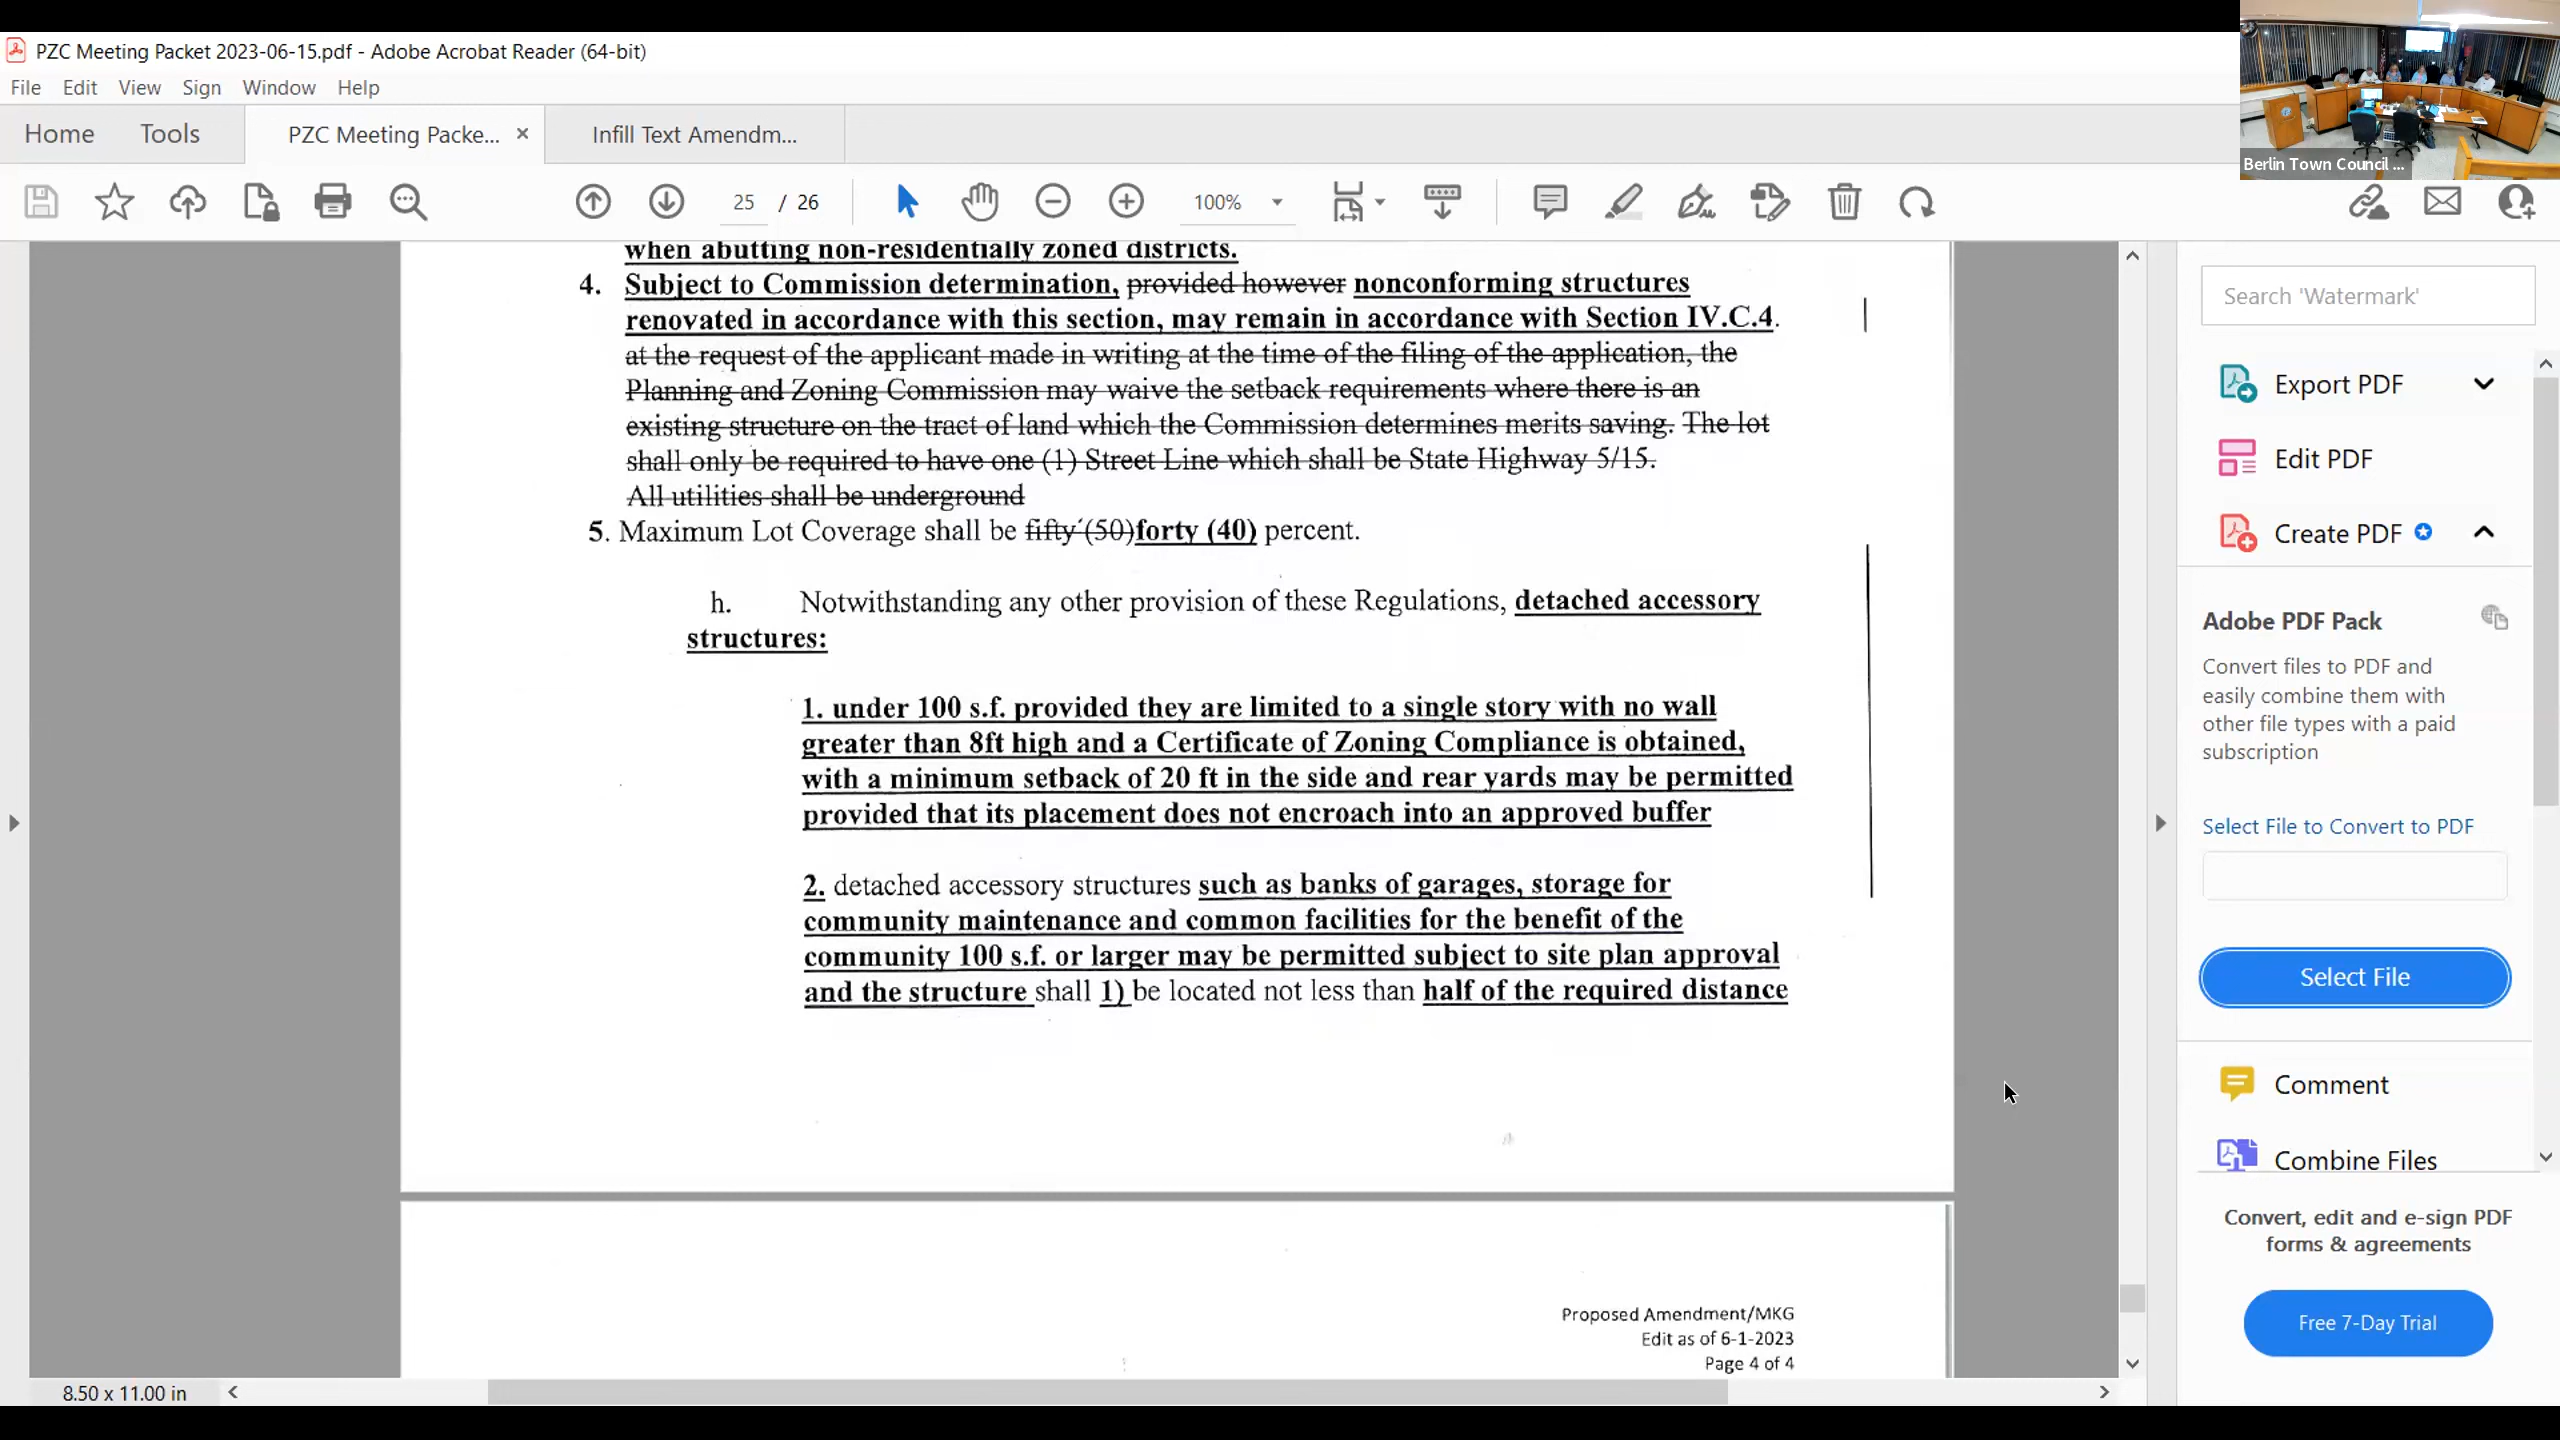 PZC Meeting Packet 2023-06-15.pdf - Adobe Acrobat Reader (64-bit)
File Edit View Sign Window Help
Home Tools PZC Meeting Packe... Infill Text Amendm...
25 / 26 100%
Berlin Town Council ...
when abutting non-residentially zoned districts.
4. Subject to Commission determination, provided however nonconforming structures
renovated in accordance with this section, may remain in accordance with Section IV.C.4.
at the request of the applicant made in writing at the time of the filing of the application, the
Planning and Zoning Commission may waive the setback requirements where there is an
existing structure on the tract of land which the Commission determines merits saving. The lot
shall only be required to have one (1) Street Line which shall be State Highway 5/15.
All utilities shall be underground
5. Maximum Lot Coverage shall be fifty (50)forty (40) percent.
h. Notwithstanding any other provision of these Regulations, detached accessory
structures:
1. under 100 s.f. provided they are limited to a single story with no wall
greater than 8ft high and a Certificate of Zoning Compliance is obtained,
with a minimum setback of 20 ft in the side and rear yards may be permitted
provided that its placement does not encroach into an approved buffer
2. detached accessory structures such as banks of garages, storage for
community maintenance and common facilities for the benefit of the
community 100 s.f. or larger may be permitted subject to site plan approval
and the structure shall 1) be located not less than half of the required distance
Proposed Amendment/MKG
Edit as of 6-1-2023
Page 4 of 4
8.50 x 11.00 in
Search 'Watermark'
Export PDF
Edit PDF
Create PDF
Adobe PDF Pack
Convert files to PDF and
easily combine them with
other file types with a paid
subscription
Select File to Convert to PDF
Select File
Comment
Combine Files
Convert, edit and e-sign PDF
forms & agreements
Free 7-Day Trial